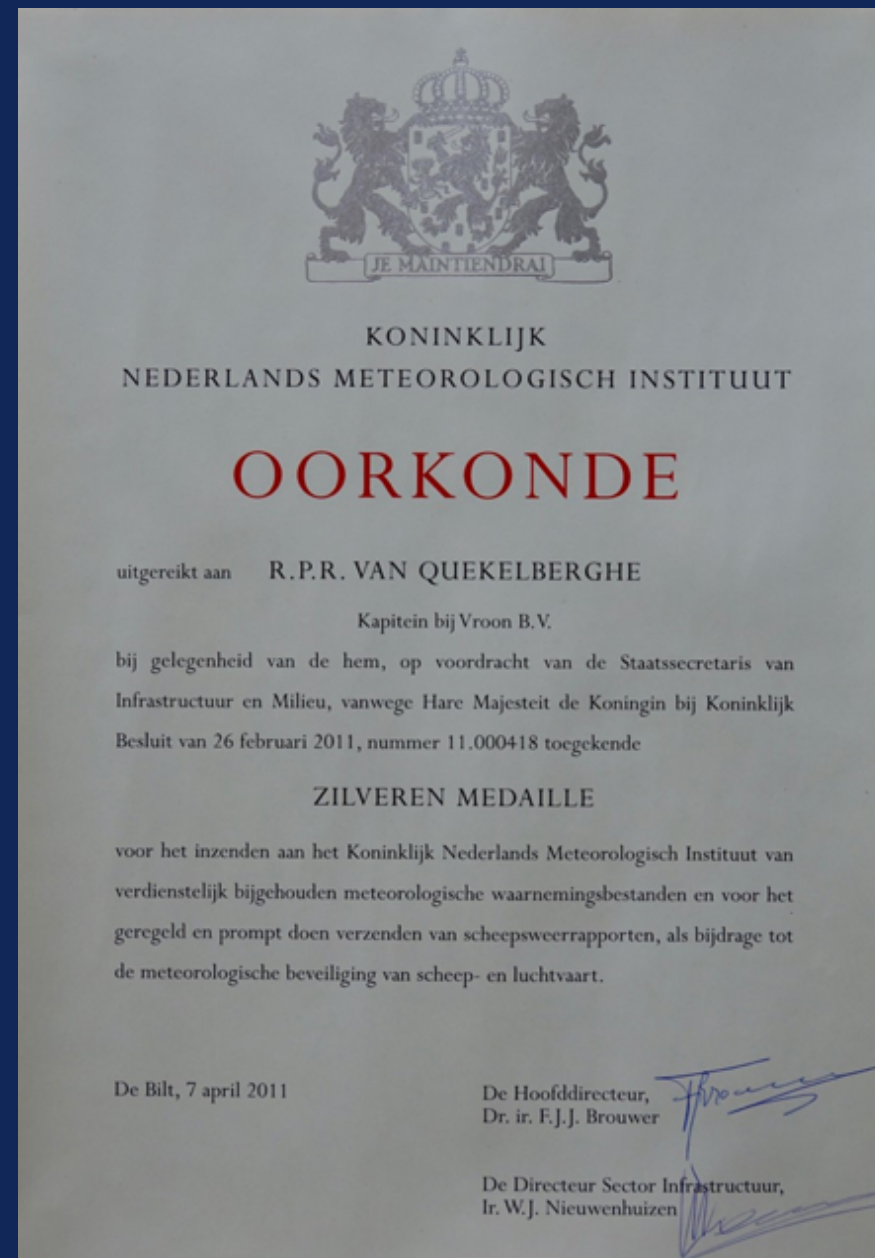 JE MAINTIENDRAI
KONINKLIJK
NEDERLANDS METEOROLOGISCH INSTITUUT
OORKONDE
uitgereikt aan R.P.R. VAN QUEKELBERGHE
Kapitein bij Vroon B.V.
bij gelegenheid van de hem, op voordracht van de Staatssecretaris van
Infrastructuur en Milieu, vanwege Hare Majesteit de Koningin bij Koninklijk
Besluit van 26 februari 2011, nummer 11.000418 toegekende
ZILVEREN MEDAILLE
voor het inzenden aan het Koninklijk Nederlands Meteorologisch Instituut van
verdienstelijk bijgehouden meteorologische waarnemingsbestanden en voor het
geregeld en prompt doen verzenden van scheepsweerrapporten, als bijdrage tot
de meteorologische beveiliging van scheep- en luchtvaart.
De Bilt, 7 april 2011
De Hoofddirecteur,
Dr. ir. F.J.J. Brouwer
De Directeur Sector Infrastructuur,
Ir. W.J. Nieuwenhuizen